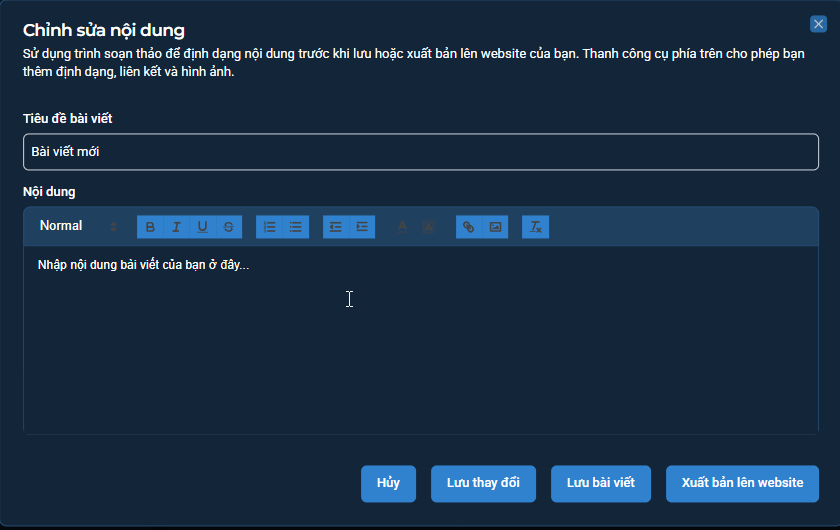 Chỉnh sửa nội dung
Sử dụng trình soạn thảo để định dạng nội dung trước khi lưu hoặc xuất bản lên website của bạn. Thanh công cụ phía trên cho phép bạn
thêm định dạng, liên kết và hình ảnh.
Tiêu đề bài viết
Bài viết mới
Nội dung
Normal B I U S A A Tx
Nhập nội dung bài viết của bạn ở đây...
Hủy Lưu thay đổi Lưu bài viết Xuất bản lên website